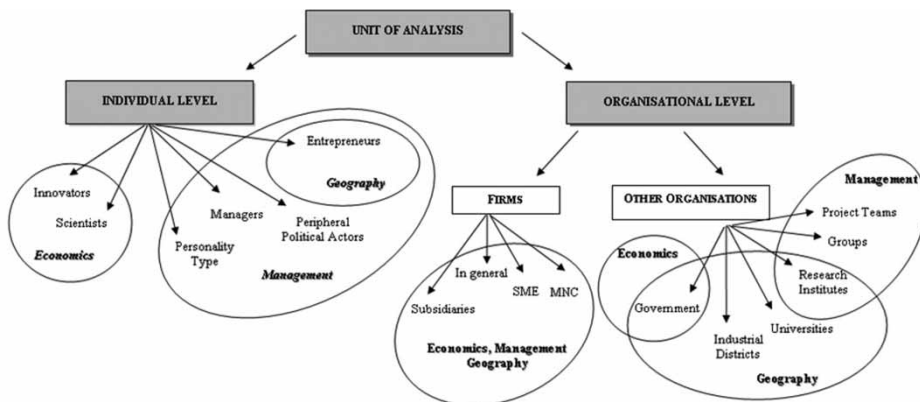 UNIT OF ANALYSIS
INDIVIDUAL LEVEL
ORGANISATIONAL LEVEL
Entrepreneurs
Geography
Innovators
Scientists
Economics
Managers
Peripheral
Political Actors
Personality
Type
Management
FIRMS
In general
SME
MNC
Subsidiaries
Economics, Management
Geography
OTHER ORGANISATIONS
Management
Project Teams
Groups
Research
Institutes
Economics
Government
Universities
Industrial
Districts
Geography